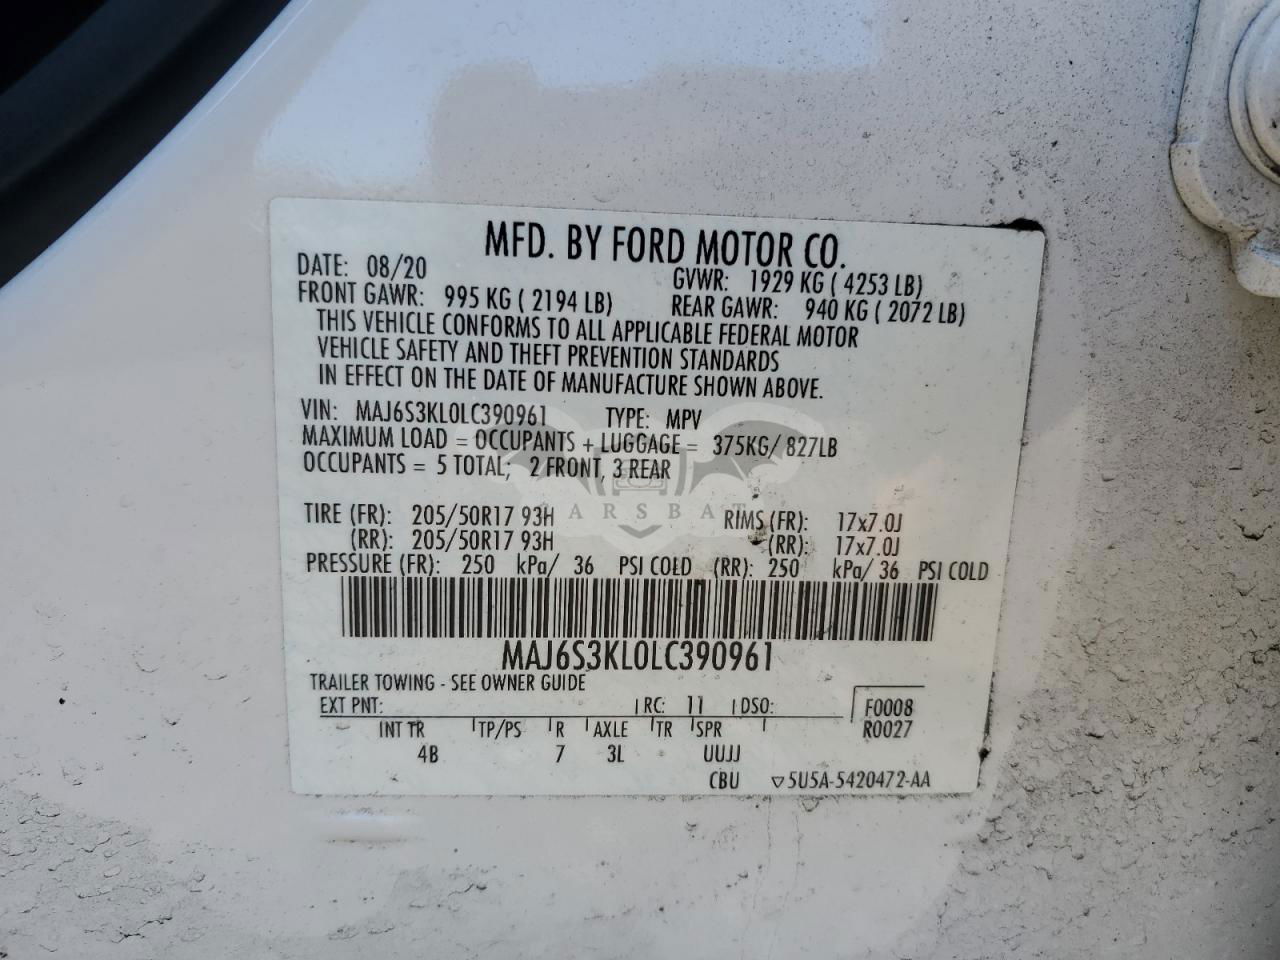 MFD. BY FORD MOTOR CO.
DATE: 08/20 GVWR: 1929 KG ( 4253 LB)
FRONT GAWR: 995 KG ( 2194 LB) REAR GAWR: 940 KG ( 2072 LB)
THIS VEHICLE CONFORMS TO ALL APPLICABLE FEDERAL MOTOR
VEHICLE SAFETY AND THEFT PREVENTION STANDARDS
IN EFFECT ON THE DATE OF MANUFACTURE SHOWN ABOVE.
VIN: MAJ6S3KL0LC390961 TYPE: MPV
MAXIMUM LOAD = OCCUPANTS + LUGGAGE = 375KG/ 827LB
OCCUPANTS = 5 TOTAL; 2 FRONT, 3 REAR
ARSBAT
TIRE (FR): 205/50R17 93H RIMS (FR): 17x7.0J
(RR): 205/50R17 93H (RR): 17x7.0J
PRESSURE (FR): 250 kPa/ 36 PSI COLD (RR): 250 kPa/ 36 PSI COLD
MAJ6S3KL0LC390961
TRAILER TOWING - SEE OWNER GUIDE
EXT PNT: RC: 11 DSO: F0008
INT TR TP/PS R AXLE TR SPR R0027
4B 7 3L UUJJ
CBU ▽5U5A-5420472-AA